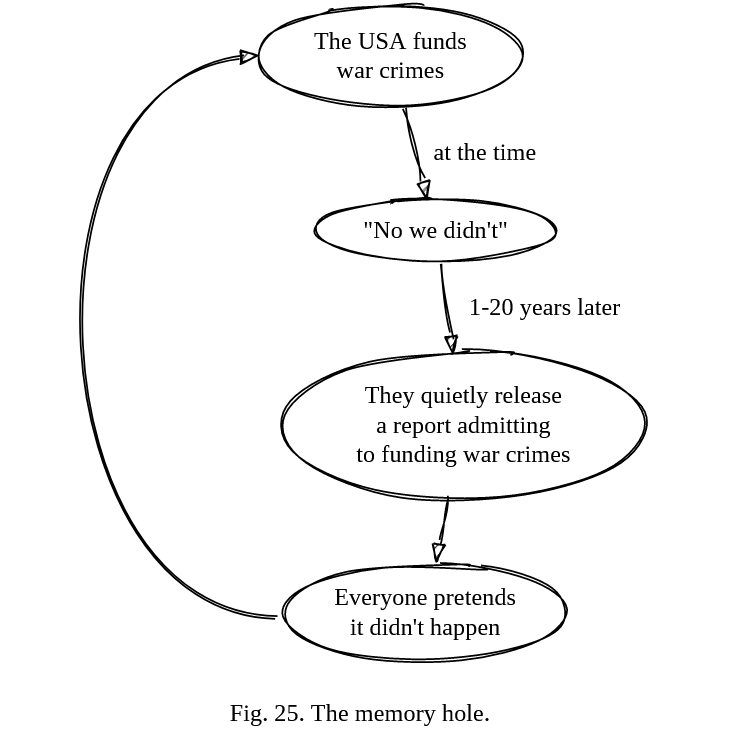 The USA funds
war crimes
at the time
"No we didn't"
1-20 years later
They quietly release
a report admitting
to funding war crimes
Everyone pretends
it didn't happen
Fig. 25. The memory hole.